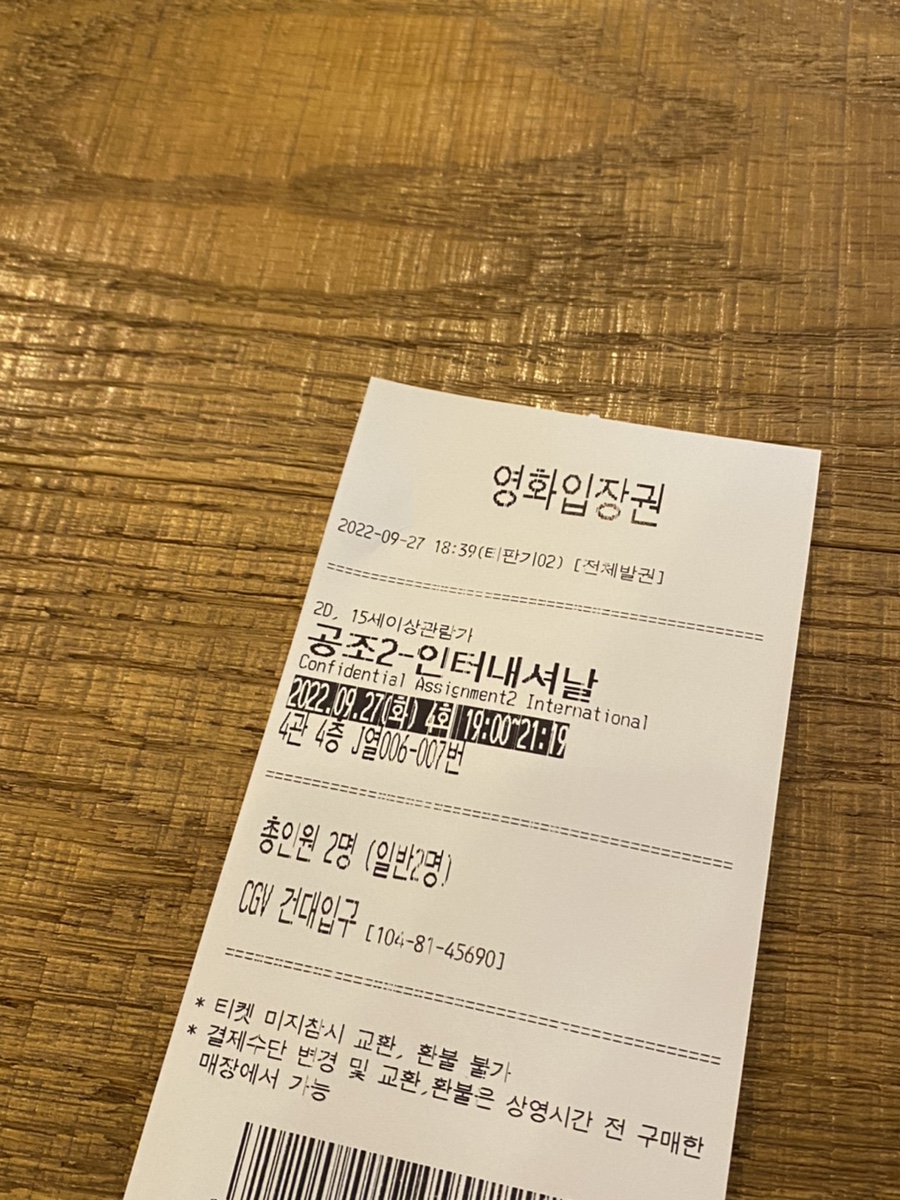 영화입장권
2022-09-27 18:39(티판기02) [전체발권]
2D, 15세이상관람가
공조2-인터내셔날
Confidential Assignment2 International
2022.09.27(화) 4회 19:00~21:19
4관 4층 J열006-007번
총인원 2명 (일반2명)
CGV 건대입구 [104-81-45690]
* 티켓 미지참시 교환, 환불 불가
* 결제수단 변경 및 교환,환불은 상영시간 전 구매한
매장에서 가능